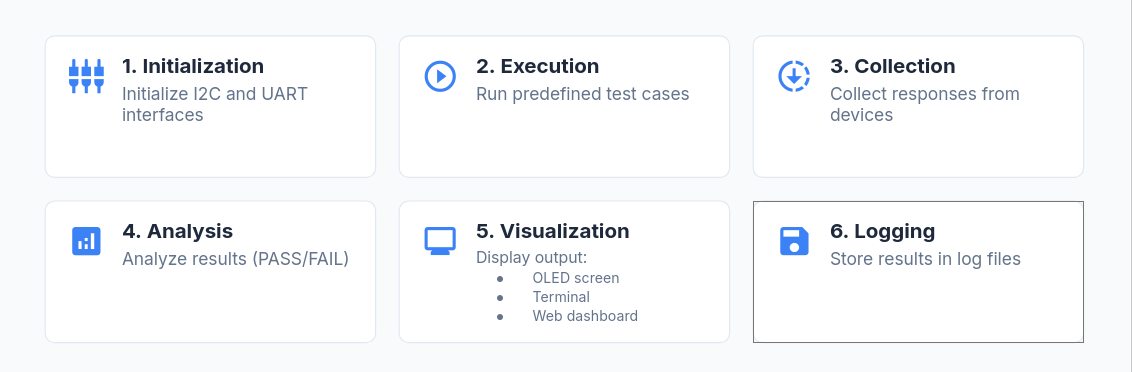 1. Initialization
Initialize I2C and UART
interfaces
2. Execution
Run predefined test cases
3. Collection
Collect responses from
devices
4. Analysis
Analyze results (PASS/FAIL)
5. Visualization
Display output:
● OLED screen
● Terminal
● Web dashboard
6. Logging
Store results in log files